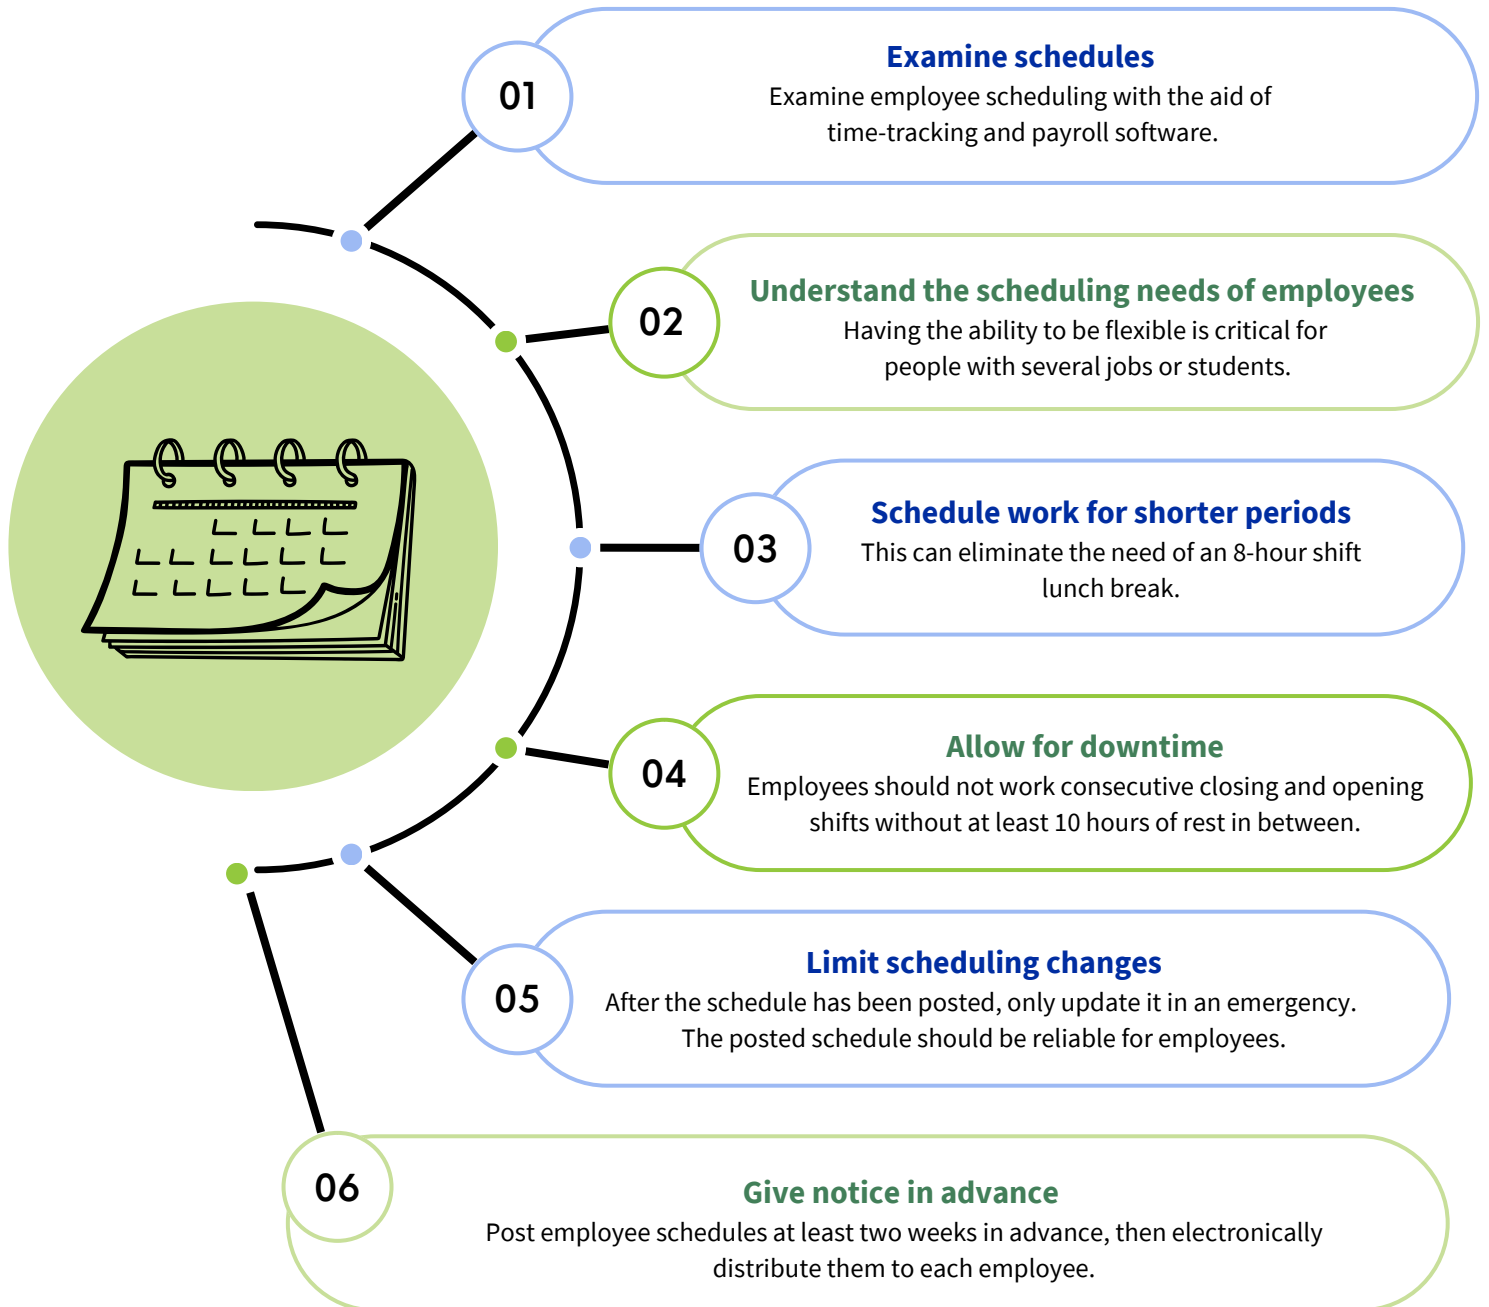 01
Examine schedules
Examine employee scheduling with the aid of
time-tracking and payroll software.
02
Understand the scheduling needs of employees
Having the ability to be flexible is critical for
people with several jobs or students.
03
Schedule work for shorter periods
This can eliminate the need of an 8-hour shift
lunch break.
04
Allow for downtime
Employees should not work consecutive closing and opening
shifts without at least 10 hours of rest in between.
05
Limit scheduling changes
After the schedule has been posted, only update it in an emergency.
The posted schedule should be reliable for employees.
06
Give notice in advance
Post employee schedules at least two weeks in advance, then electronically
distribute them to each employee.